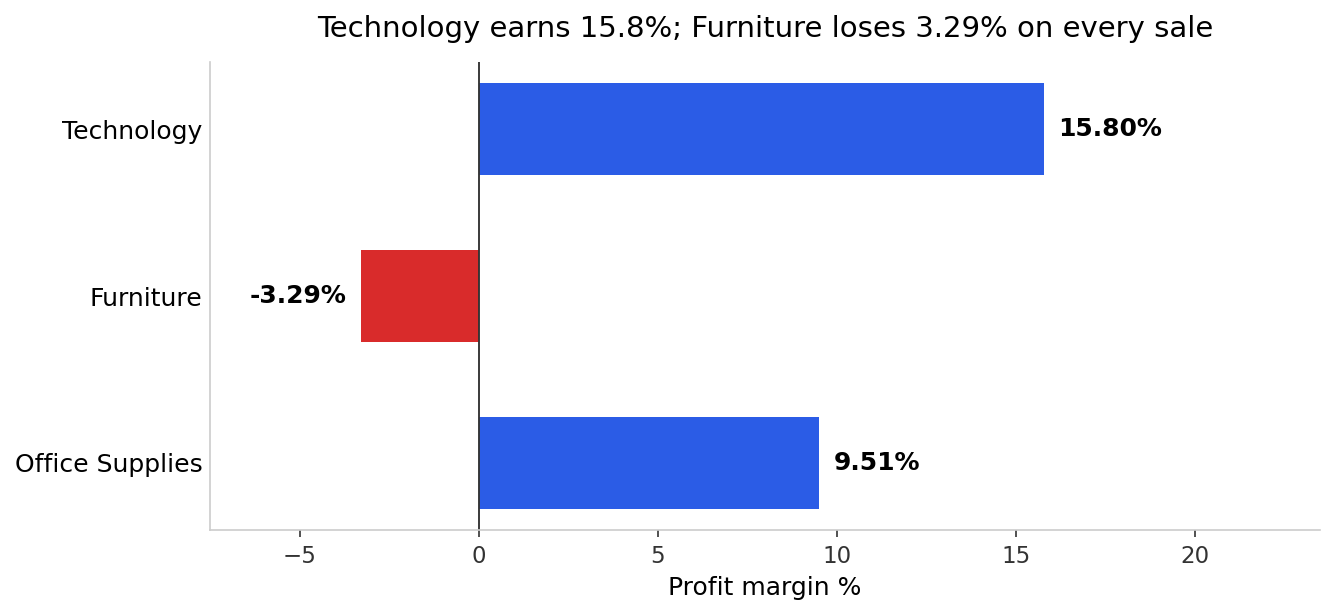 Technology earns 15.8%; Furniture loses 3.29% on every sale
Technology
15.80%
Furniture
-3.29%
Office Supplies
9.51%
−5 0 5 10 15 20
Profit margin %